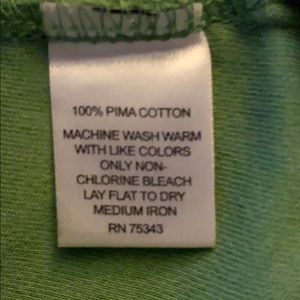 100% PIMA COTTON
MACHINE WASH WARM
WITH LIKE COLORS
ONLY NON-
CHLORINE BLEACH
LAY FLAT TO DRY
MEDIUM IRON
RN 75343